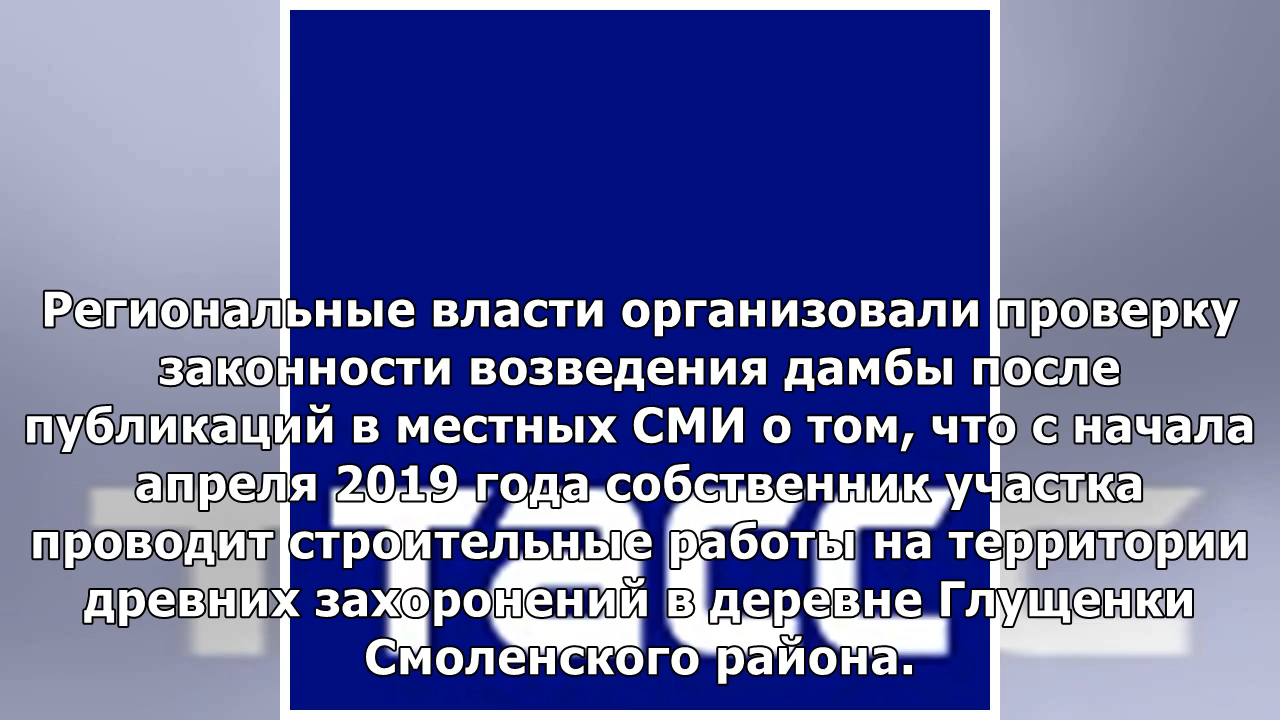 Региональные власти организовали проверку
законности возведения дамбы после
публикаций в местных СМИ о том, что с начала
апреля 2019 года собственник участка
проводит строительные работы на территории
древних захоронений в деревне Глущенки
Смоленского района.
ТАСС